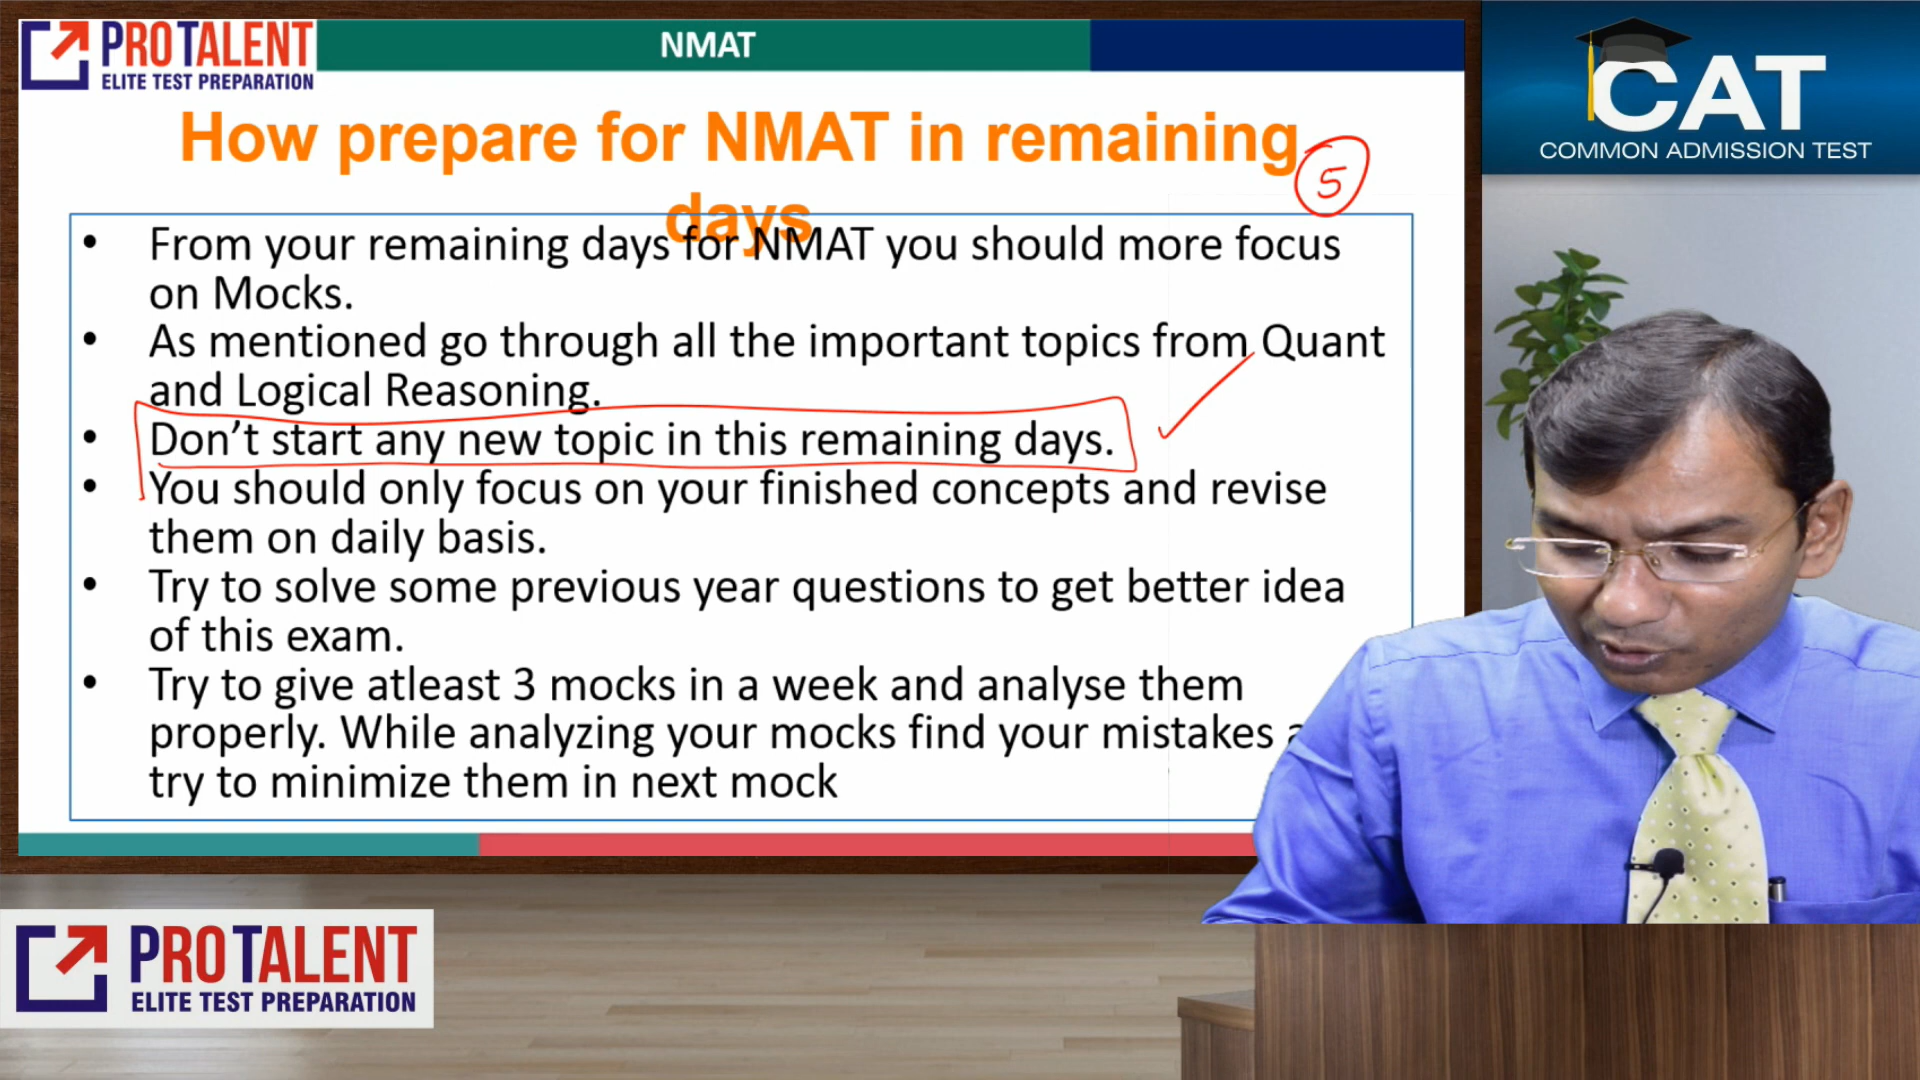 PROTALENT
ELITE TEST PREPARATION
NMAT
CAT
COMMON ADMISSION TEST
How prepare for NMAT in remaining
days
5
• From your remaining days for NMAT you should more focus
on Mocks.
• As mentioned go through all the important topics from Quant
and Logical Reasoning.
• Don't start any new topic in this remaining days.
• You should only focus on your finished concepts and revise
them on daily basis.
• Try to solve some previous year questions to get better idea
of this exam.
• Try to give atleast 3 mocks in a week and analyse them
properly. While analyzing your mocks find your mistakes
try to minimize them in next mock
PROTALENT
ELITE TEST PREPARATION